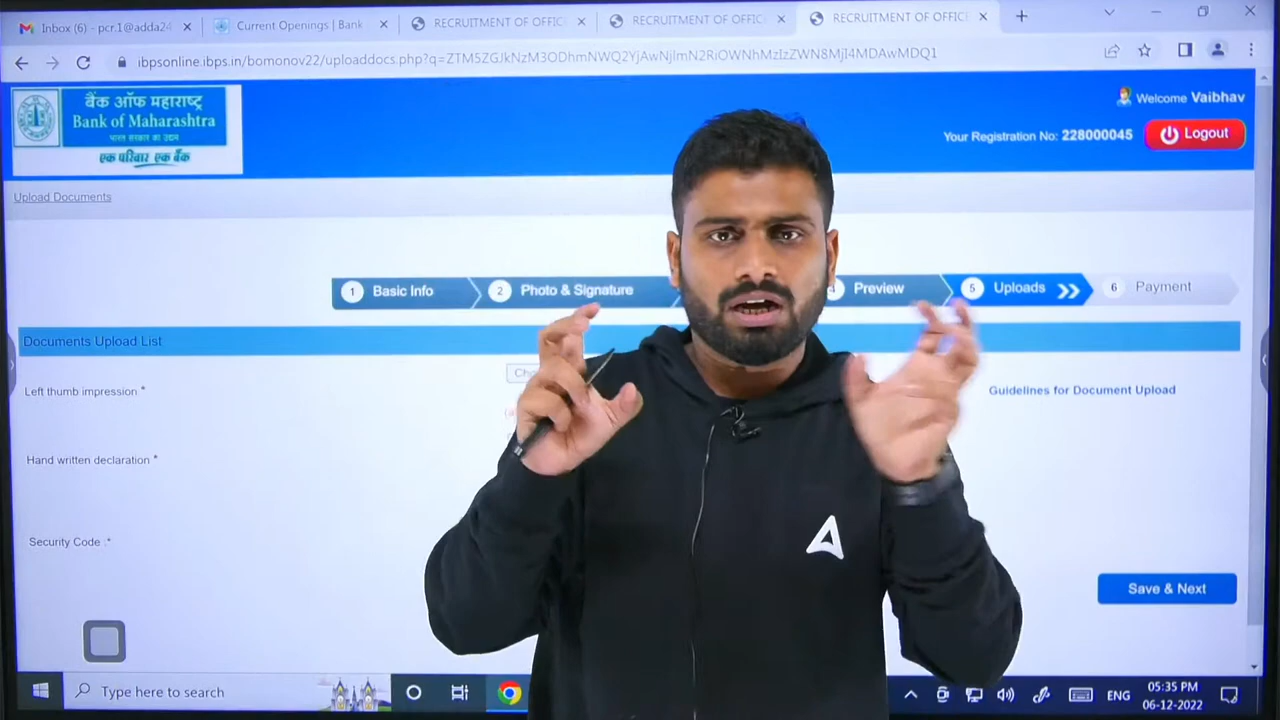 Inbox (6) - pcr.1@adda24
Current Openings | Bank
RECRUITMENT OF OFFIC
RECRUITMENT OF OFFIC
RECRUITMENT OF OFFIC
ibpsonline.ibps.in/bomonov22/uploaddocs.php?q=
बैंक ऑफ महाराष्ट्र
Bank of Maharashtra
भारत सरकार का उद्यम
एक परिवार एक बैंक
Welcome Vaibhav
Your Registration No: 228000045
Logout
Upload Documents
1 Basic Info
2 Photo & Signature
Preview
5 Uploads
6 Payment
Documents Upload List
Left thumb impression *
Guidelines for Document Upload
Hand written declaration *
Security Code .*
Save & Next
Type here to search
ENG
05:35 PM
06-12-2022